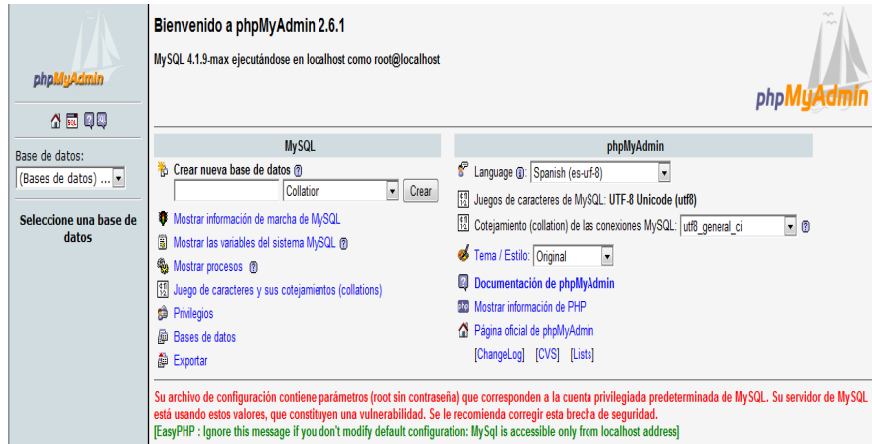 phpMyAdmin
Base de datos:
(Bases de datos) ...
Seleccione una base de
datos
Bienvenido a phpMyAdmin 2.6.1
MySQL 4.1.9-max ejecutándose en localhost como root@localhost
phpMyAdmin
MySQL
Crear nueva base de datos
Collatior
Crear
Mostrar información de marcha de MySQL
Mostrar las variables del sistema MySQL
Mostrar procesos
Juego de caracteres y sus cotejamientos (collations)
Privilegios
Bases de datos
Exportar
phpMyAdmin
Language : Spanish (es-uf-8)
Juegos de caracteres de MySQL: UTF-8 Unicode (utf8)
Cotejamiento (collation) de las conexiones MySQL: utf8_general_ci
Tema / Estilo: Original
Documentación de phpMyAdmin
Mostrar información de PHP
Página oficial de phpMyAdmin
[ChangeLog] [CVS] [Lists]
Su archivo de configuración contiene parámetros (root sin contraseña) que corresponden a la cuenta privilegiada predeterminada de MySQL. Su servidor de MySQL
está usando estos valores, que constituyen una vulnerabilidad. Se le recomienda corregir esta brecha de seguridad.
[EasyPHP : Ignore this message if you don't modify default configuration: MySql is accessible only from localhost address]